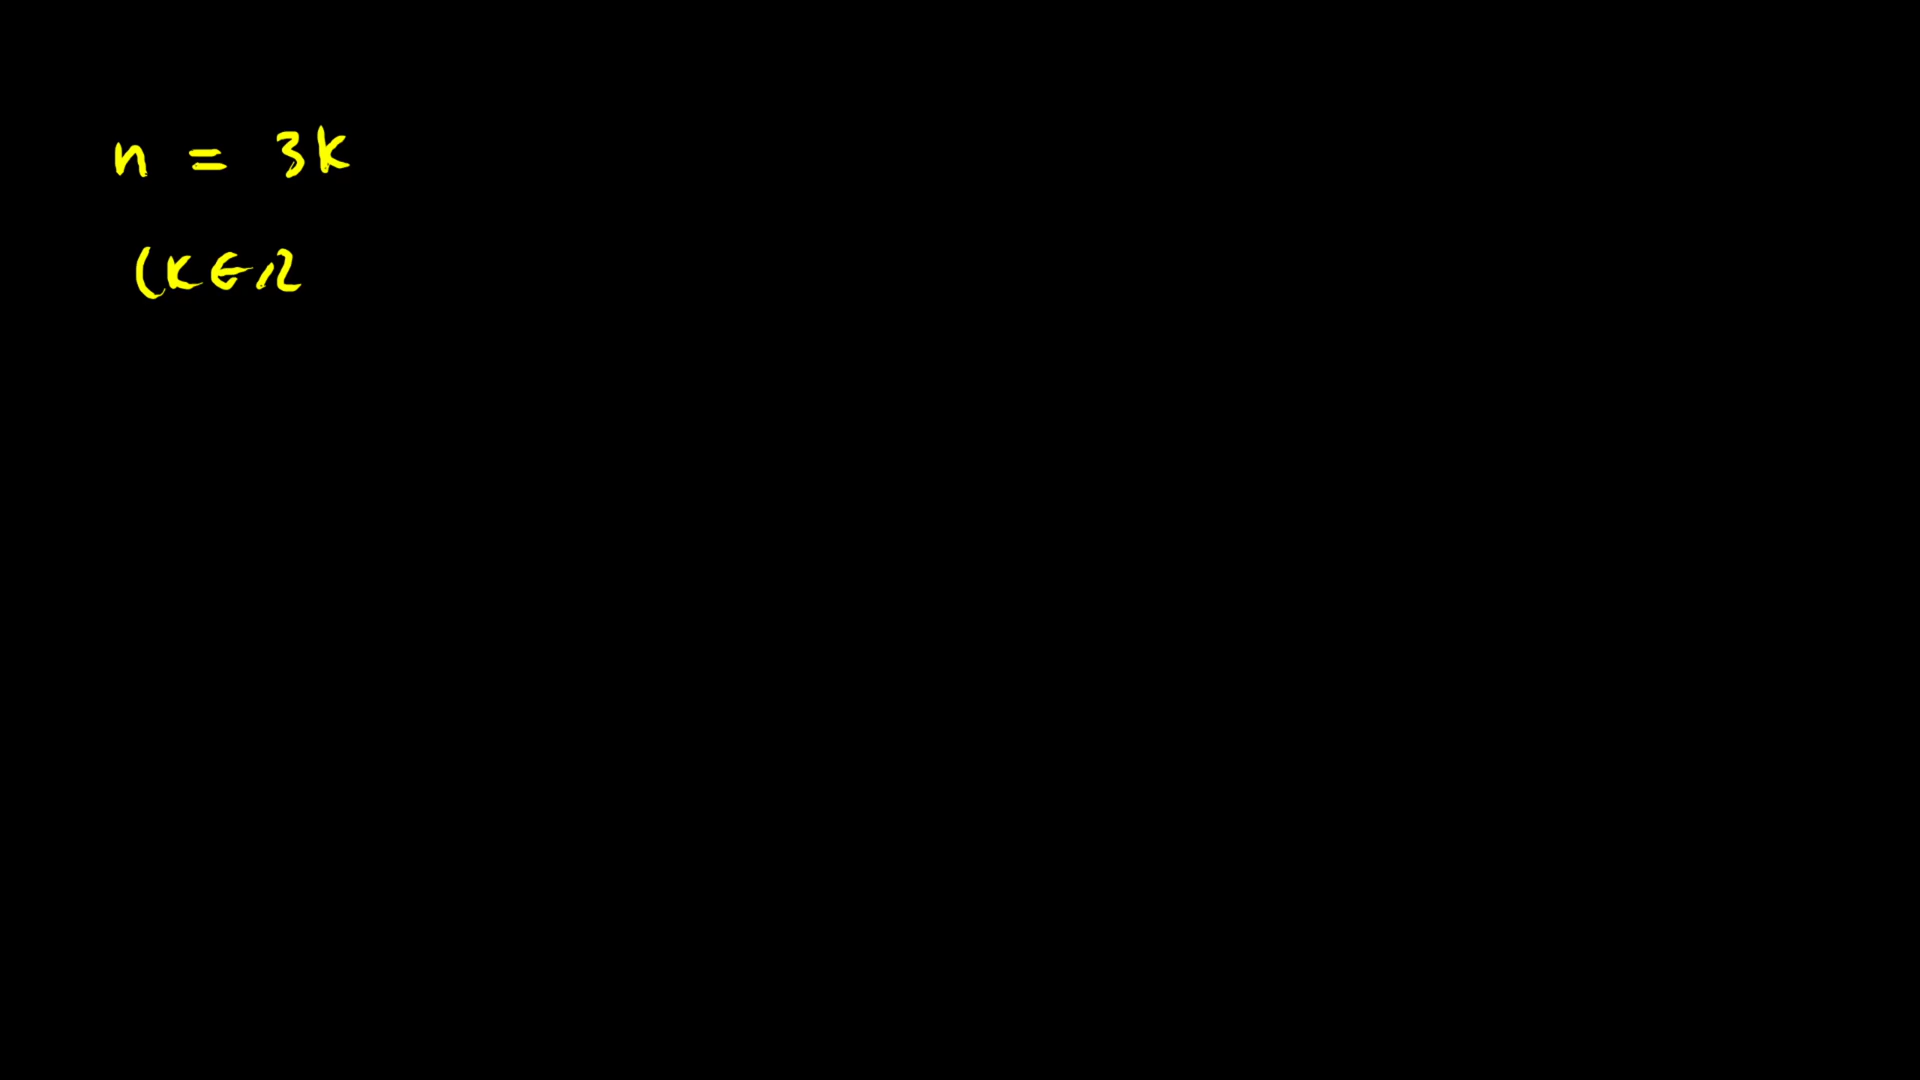 n = 3k
(k∈